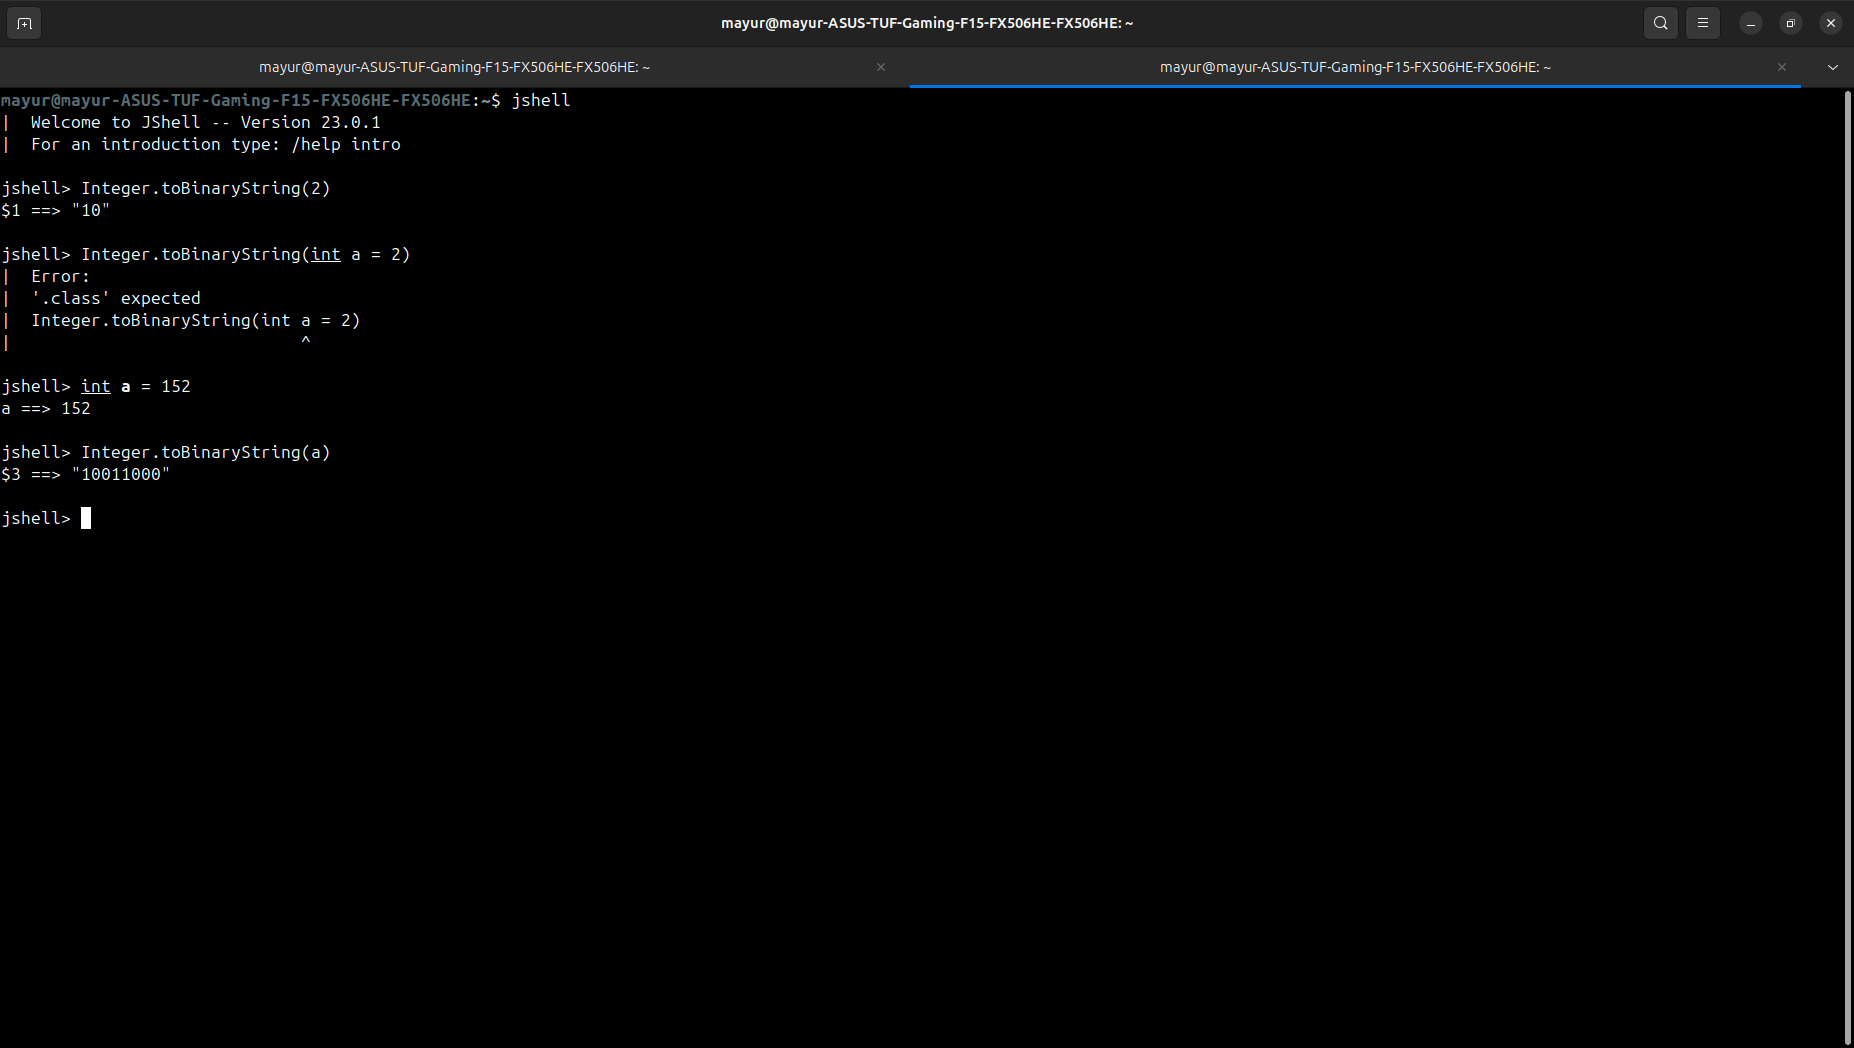 mayur@mayur-ASUS-TUF-Gaming-F15-FX506HE-FX506HE: ~
mayur@mayur-ASUS-TUF-Gaming-F15-FX506HE-FX506HE: ~
mayur@mayur-ASUS-TUF-Gaming-F15-FX506HE-FX506HE: ~
mayur@mayur-ASUS-TUF-Gaming-F15-FX506HE-FX506HE:~$ jshell
|  Welcome to JShell -- Version 23.0.1
|  For an introduction type: /help intro
jshell> Integer.toBinaryString(2)
$1 ==> "10"
jshell> Integer.toBinaryString(int a = 2)
|  Error:
|  '.class' expected
|  Integer.toBinaryString(int a = 2)
|                             ^
jshell> int a = 152
a ==> 152
jshell> Integer.toBinaryString(a)
$3 ==> "10011000"
jshell>